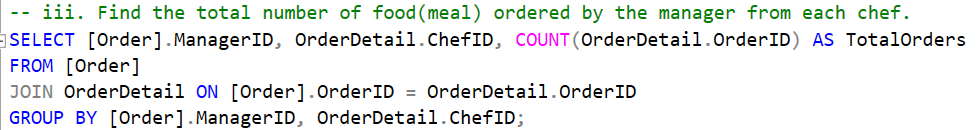 -- iii. Find the total number of food(meal) ordered by the manager from each chef.
SELECT [Order].ManagerID, OrderDetail.ChefID, COUNT(OrderDetail.OrderID) AS TotalOrders
FROM [Order]
JOIN OrderDetail ON [Order].OrderID = OrderDetail.OrderID
GROUP BY [Order].ManagerID, OrderDetail.ChefID;